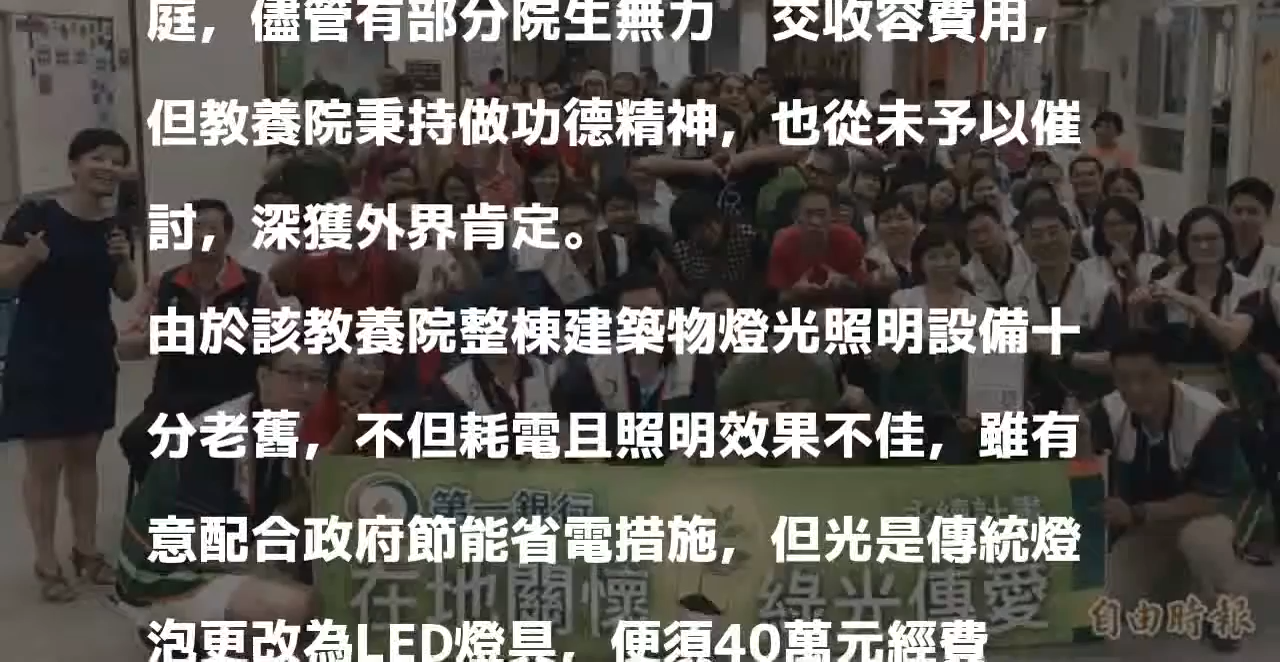 庭，儘管有部分院生無力 交收容費用，
但教養院秉持做功德精神，也從未予以催
討，深獲外界肯定。
由於該教養院整棟建築物燈光照明設備十
分老舊，不但耗電且照明效果不佳，雖有
意配合政府節能省電措施，但光是傳統燈
泡更改為LED燈具，便須40萬元經費
第一銀行
永續計畫
在地關懷 綠光傳愛
自由時報